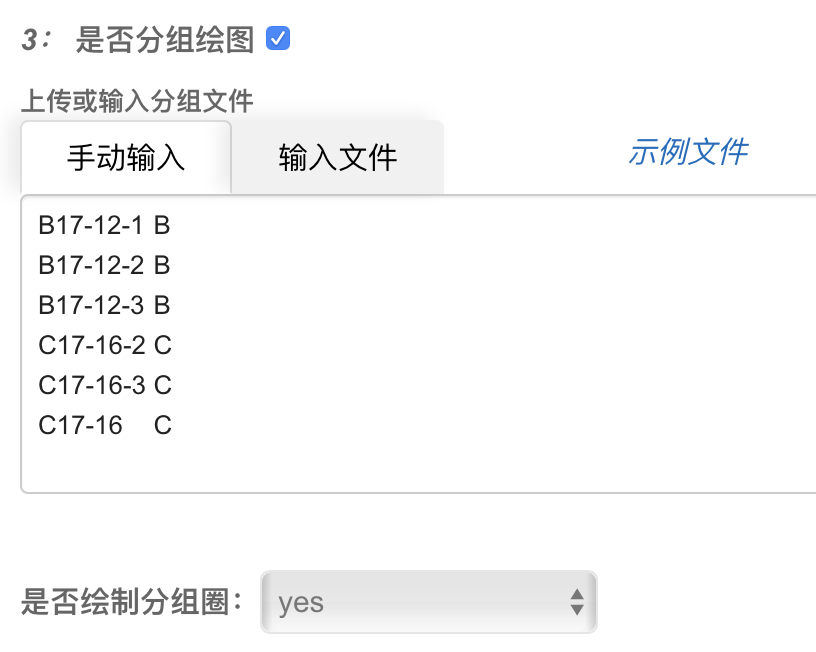 3： 是否分组绘图
上传或输入分组文件
手动输入 输入文件 示例文件
B17-12-1 B
B17-12-2 B
B17-12-3 B
C17-16-2 C
C17-16-3 C
C17-16 C
是否绘制分组圈： yes